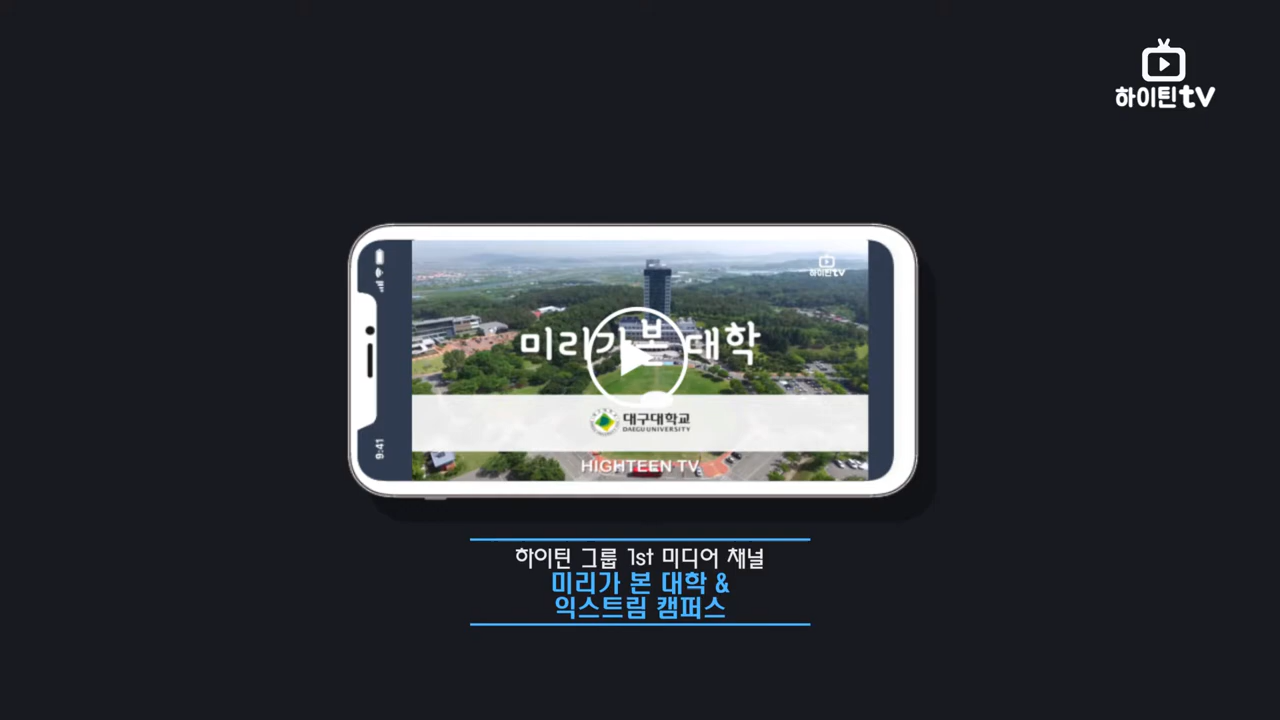 하이틴tv
하이틴tv
미리가 본 대학
대구대학교
DAEGU UNIVERSITY
HIGHTEEN TV
9:41
하이틴 그룹 1st 미디어 채널
미리가 본 대학 &
익스트림 캠퍼스